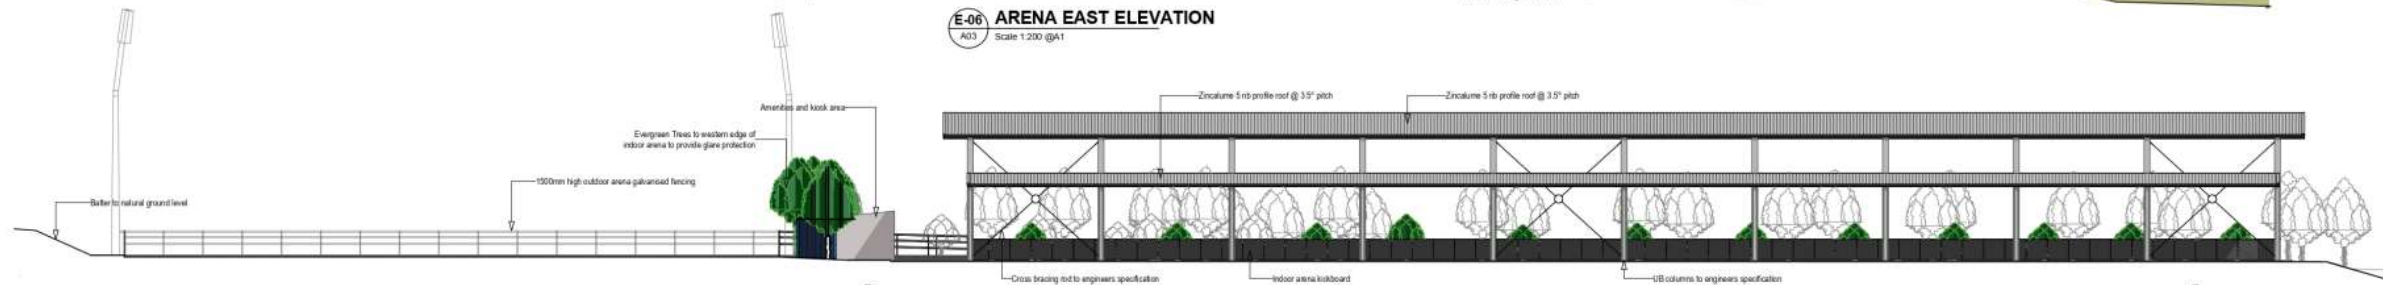 E-06 ARENA EAST ELEVATION
A03 Scale 1:200 @A1
Zincalume 5 rib profile roof @ 3.5° pitch
Zincalume 5 rib profile roof @ 3.5° pitch
Amenities and kiosk area
Evergreen Trees to western edge of
indoor arena to provide glare protection
1500mm high outdoor arena galvanised fencing
Batter to natural ground level
Cross bracing rod to engineers specification
Indoor arena kickboard
UB columns to engineers specification